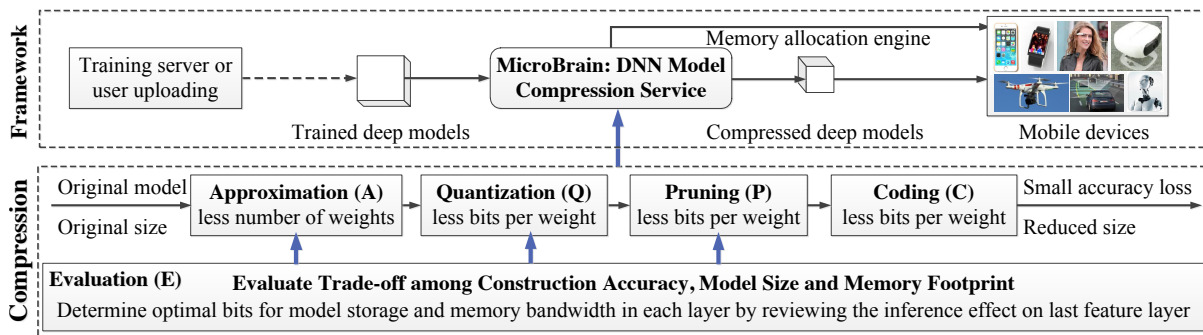 Framework
Training server or
user uploading
Trained deep models
MicroBrain: DNN Model
Compression Service
Memory allocation engine
Compressed deep models
Mobile devices
Compression
Original model
Original size
Approximation (A)
less number of weights
Quantization (Q)
less bits per weight
Pruning (P)
less bits per weight
Coding (C)
less bits per weight
Small accuracy loss
Reduced size
Evaluation (E)
Evaluate Trade-off among Construction Accuracy, Model Size and Memory Footprint
Determine optimal bits for model storage and memory bandwidth in each layer by reviewing the inference effect on last feature layer